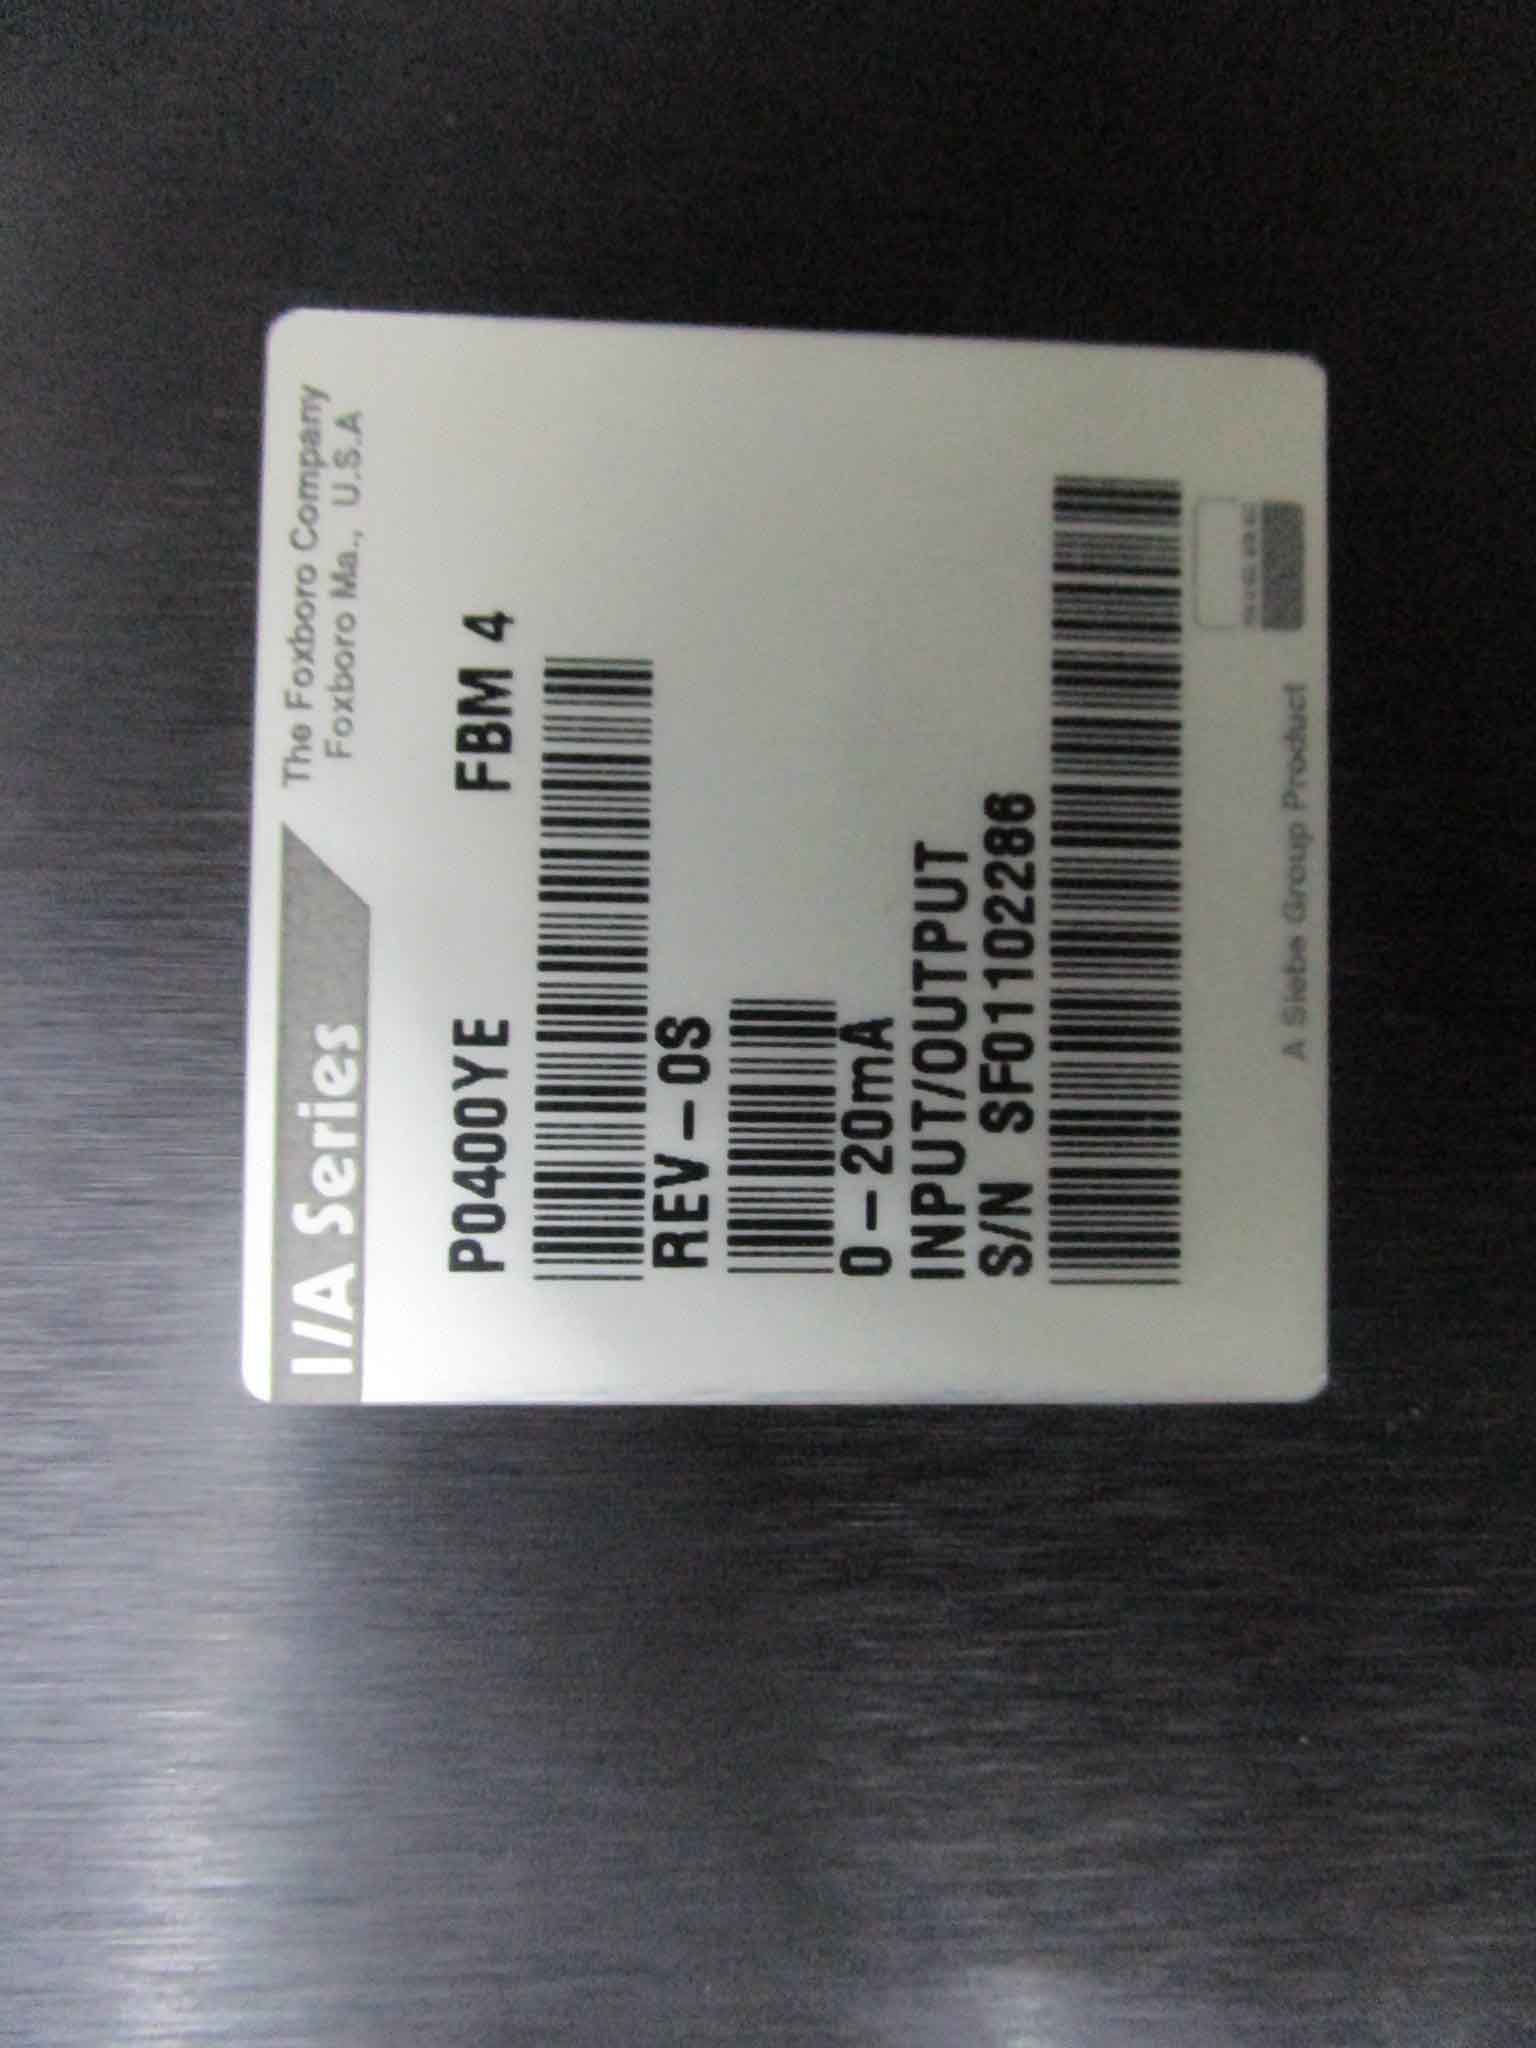 I/A Series
The Foxboro Company
Foxboro Ma., U.S.A
P0400YE FBM 4
REV-0S
0-20mA
INPUT/OUTPUT
S/N SF01102286
A Siebe Group Product